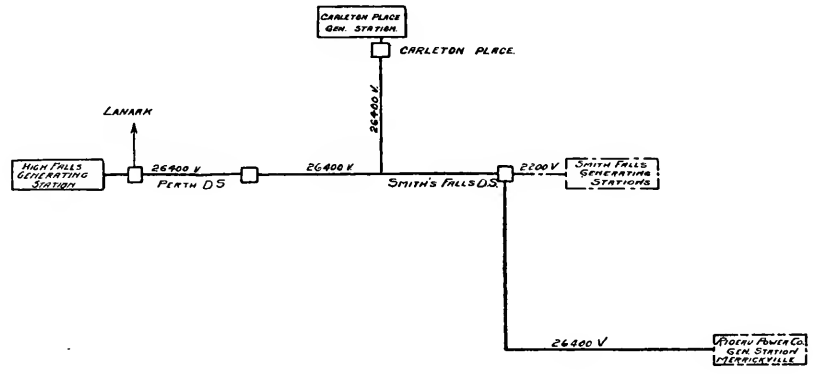 CARLETON PLACE
GEN. STATION.
CARLETON PLACE.
26400 V
LANARK
HIGH FALLS
GENERATING
STATION
26400 V
PERTH D S
26400 V.
SMITH'S FALLS D.S.
2200 V
SMITH FALLS
GENERATING
STATIONS
26400 V
RIDEAU POWER CO.
GEN. STATION
MERRICKVILLE